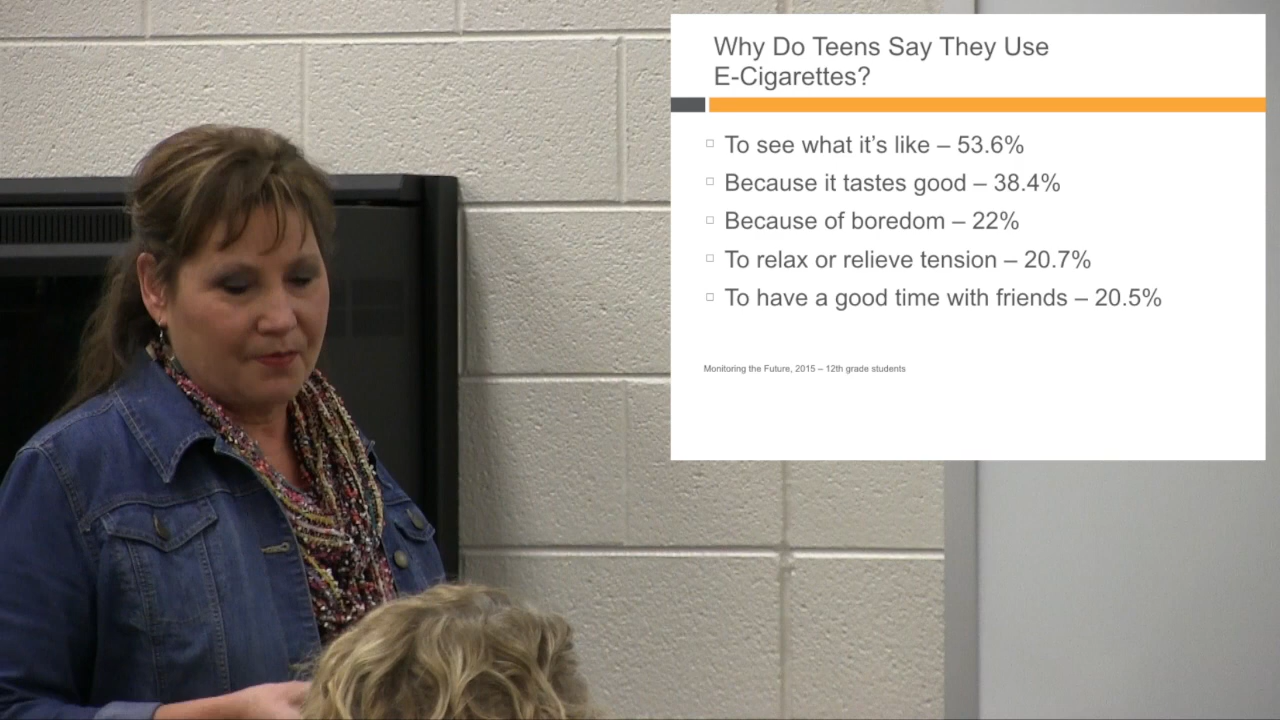 Why Do Teens Say They Use
E-Cigarettes?
To see what it's like – 53.6%
Because it tastes good – 38.4%
Because of boredom – 22%
To relax or relieve tension – 20.7%
To have a good time with friends – 20.5%
Monitoring the Future, 2015 – 12th grade students